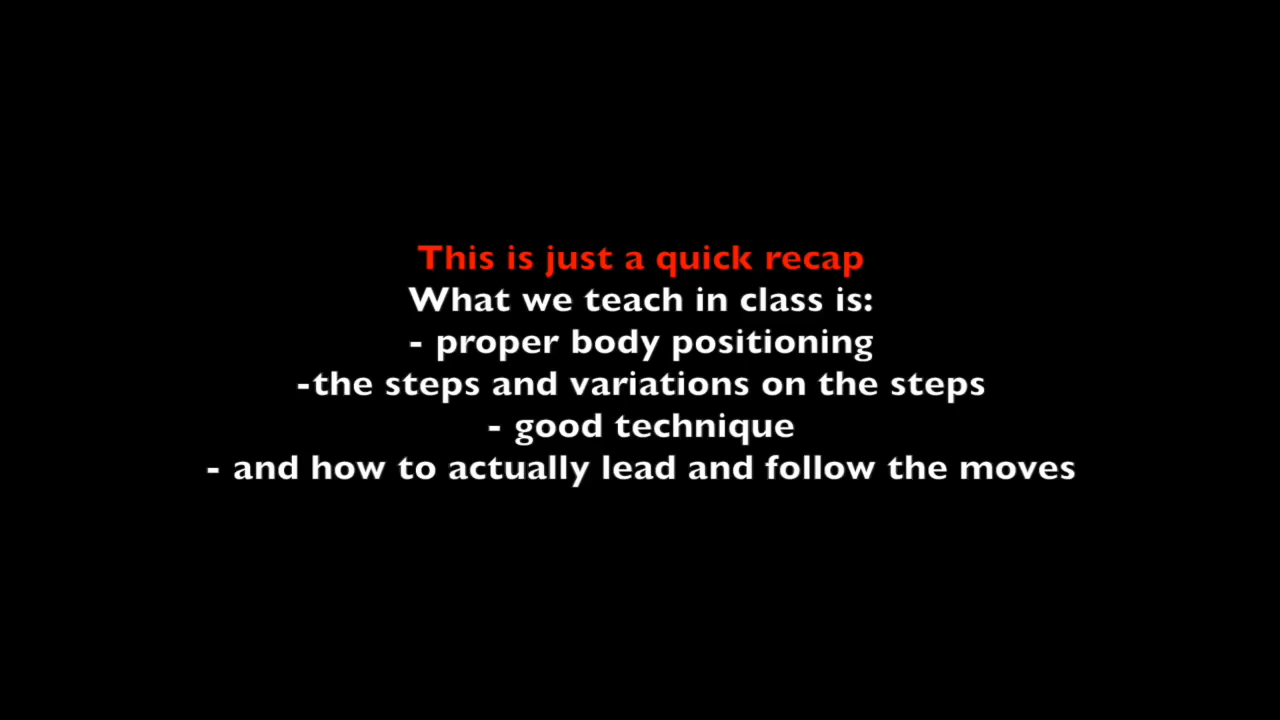 This is just a quick recap
What we teach in class is:
- proper body positioning
-the steps and variations on the steps
- good technique
- and how to actually lead and follow the moves